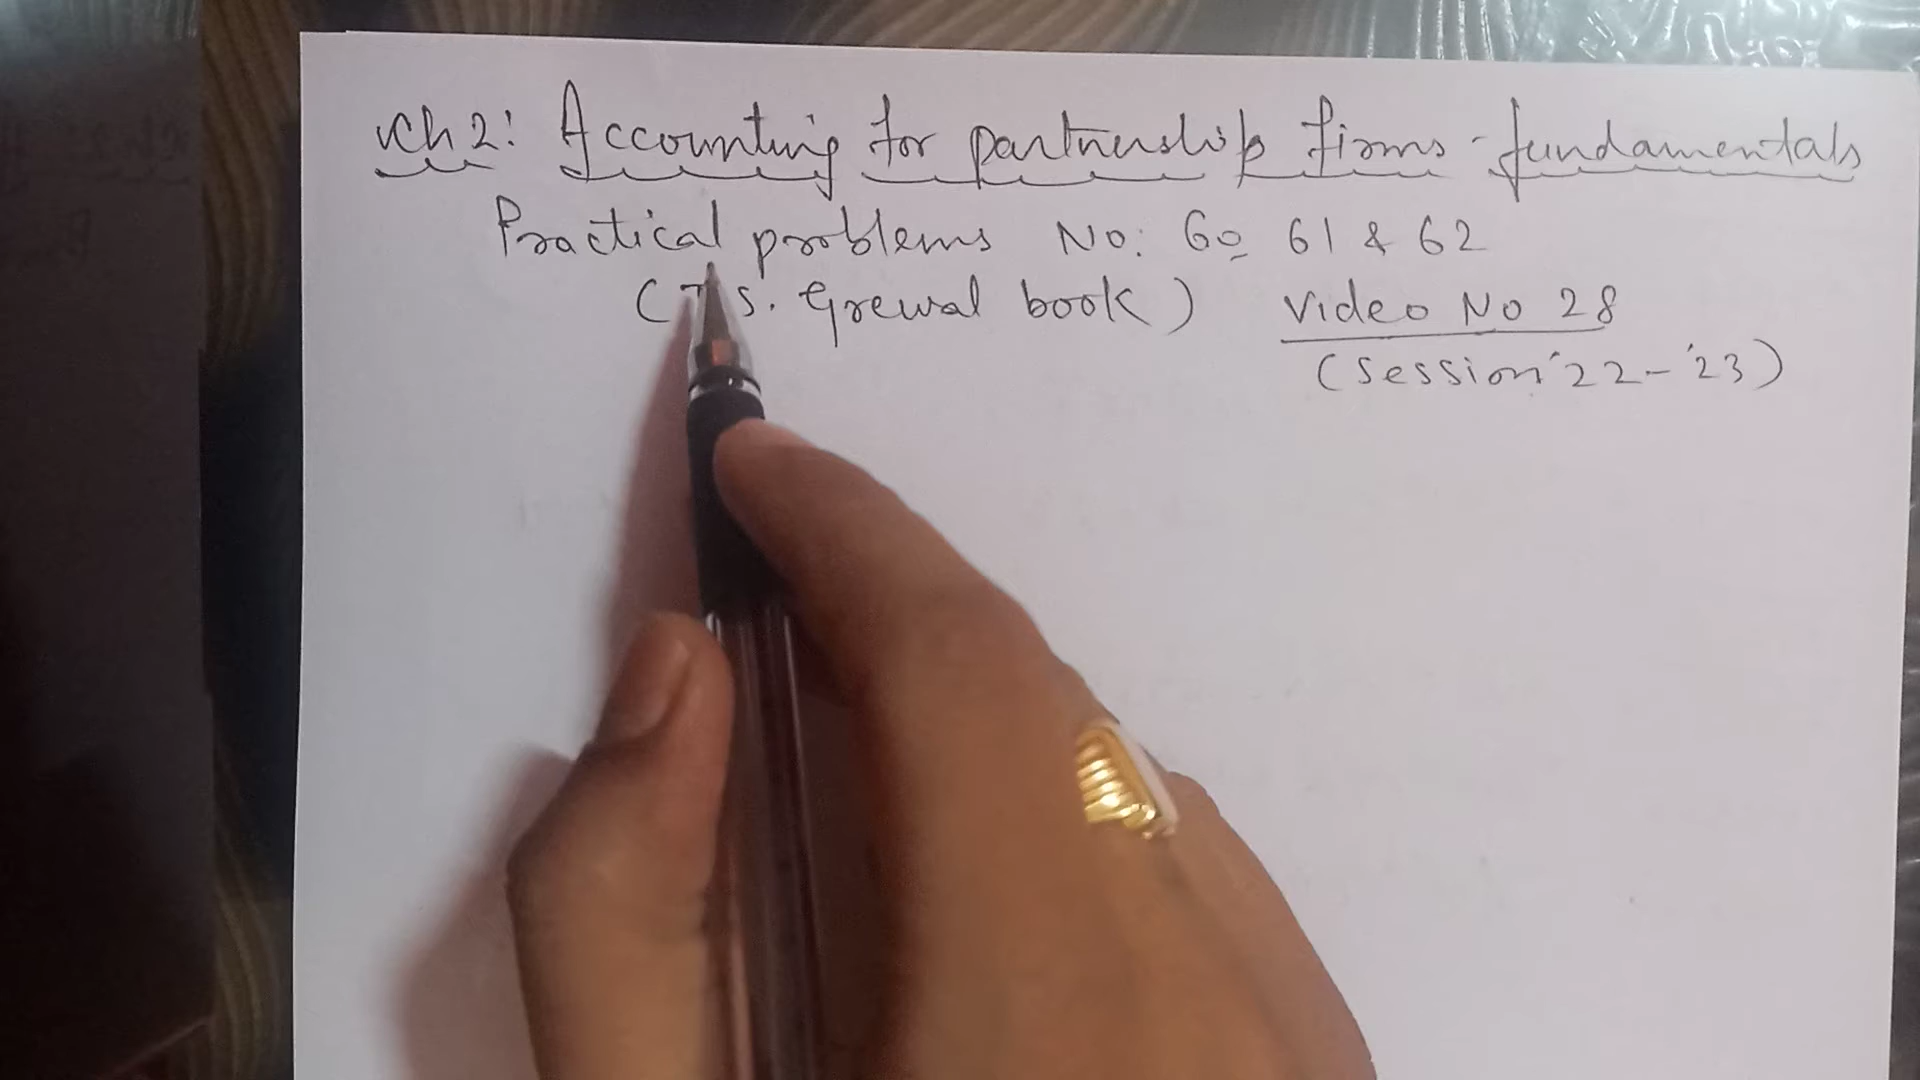 Ch 2: Accounting for partnership firms - fundamentals
Practical problems No: 60 61 & 62
(T.S. Grewal book) Video No 28
(Session '22-'23)